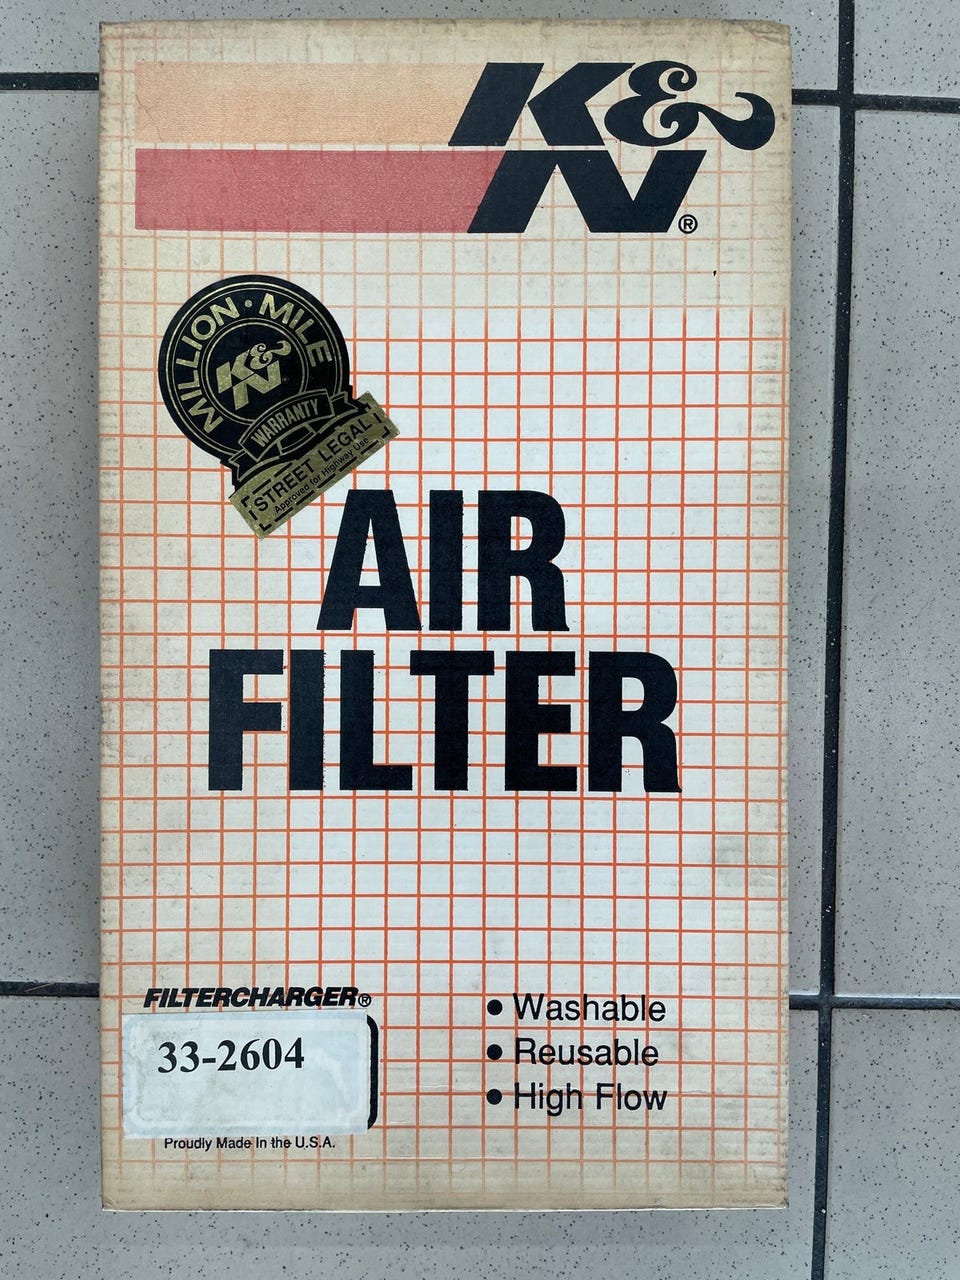 K&
N®
MILLION • MILE
K&
N
WARRANTY
STREET LEGAL
Approved for Highway Use
AIR
FILTER
FILTERCHARGER®
33-2604
Proudly Made In the U.S.A.
• Washable
• Reusable
• High Flow